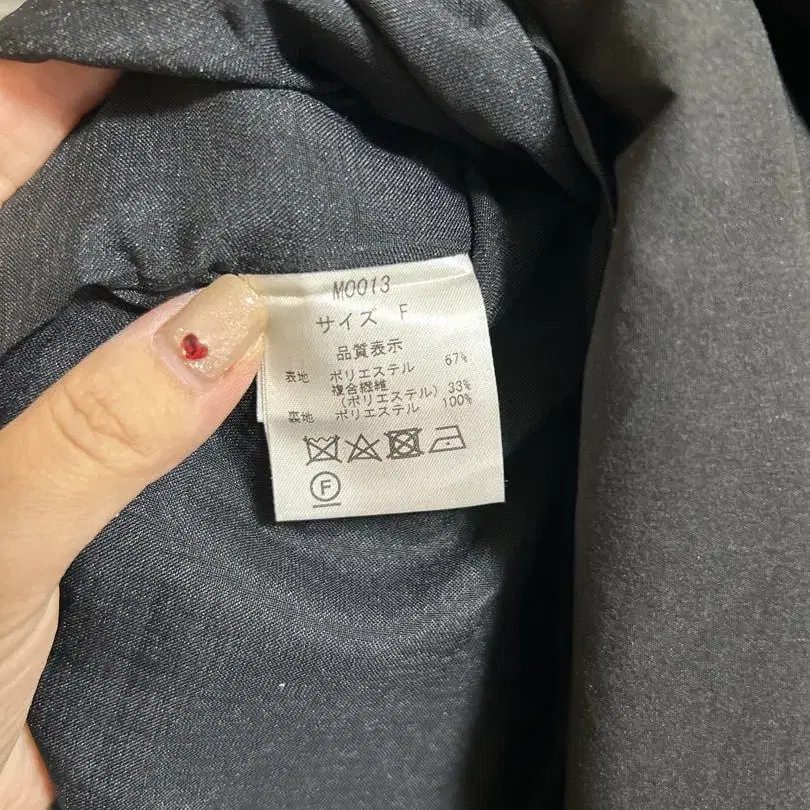 M0013
サイズ F
品質表示
表地 ポリエステル 67%
複合繊維
(ポリエステル) 33%
裏地 ポリエステル 100%
F